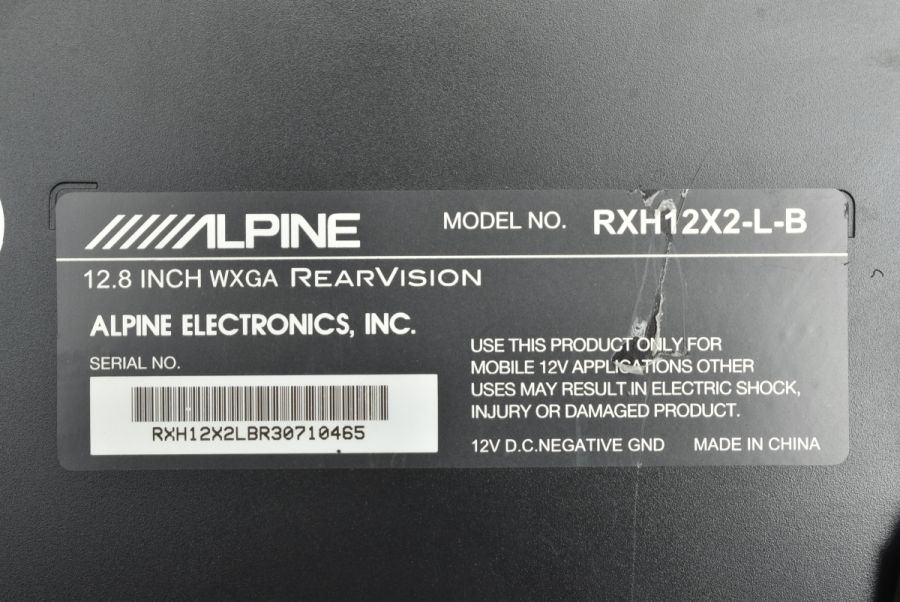 ALPINE MODEL NO. RXH12X2-L-B
12.8 INCH WXGA REARVISION
ALPINE ELECTRONICS, INC.
SERIAL NO.
RXH12X2LBR30710465
USE THIS PRODUCT ONLY FOR
MOBILE 12V APPLICATIONS OTHER
USES MAY RESULT IN ELECTRIC SHOCK,
INJURY OR DAMAGED PRODUCT.
12V D.C.NEGATIVE GND MADE IN CHINA